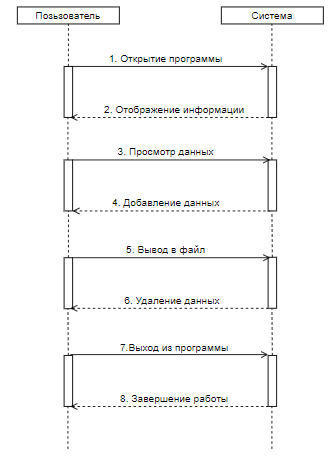 Пользователь
Система
1. Открытие программы
2. Отображение информации
3. Просмотр данных
4. Добавление данных
5. Вывод в файл
6. Удаление данных
7.Выход из программы
8. Завершение работы